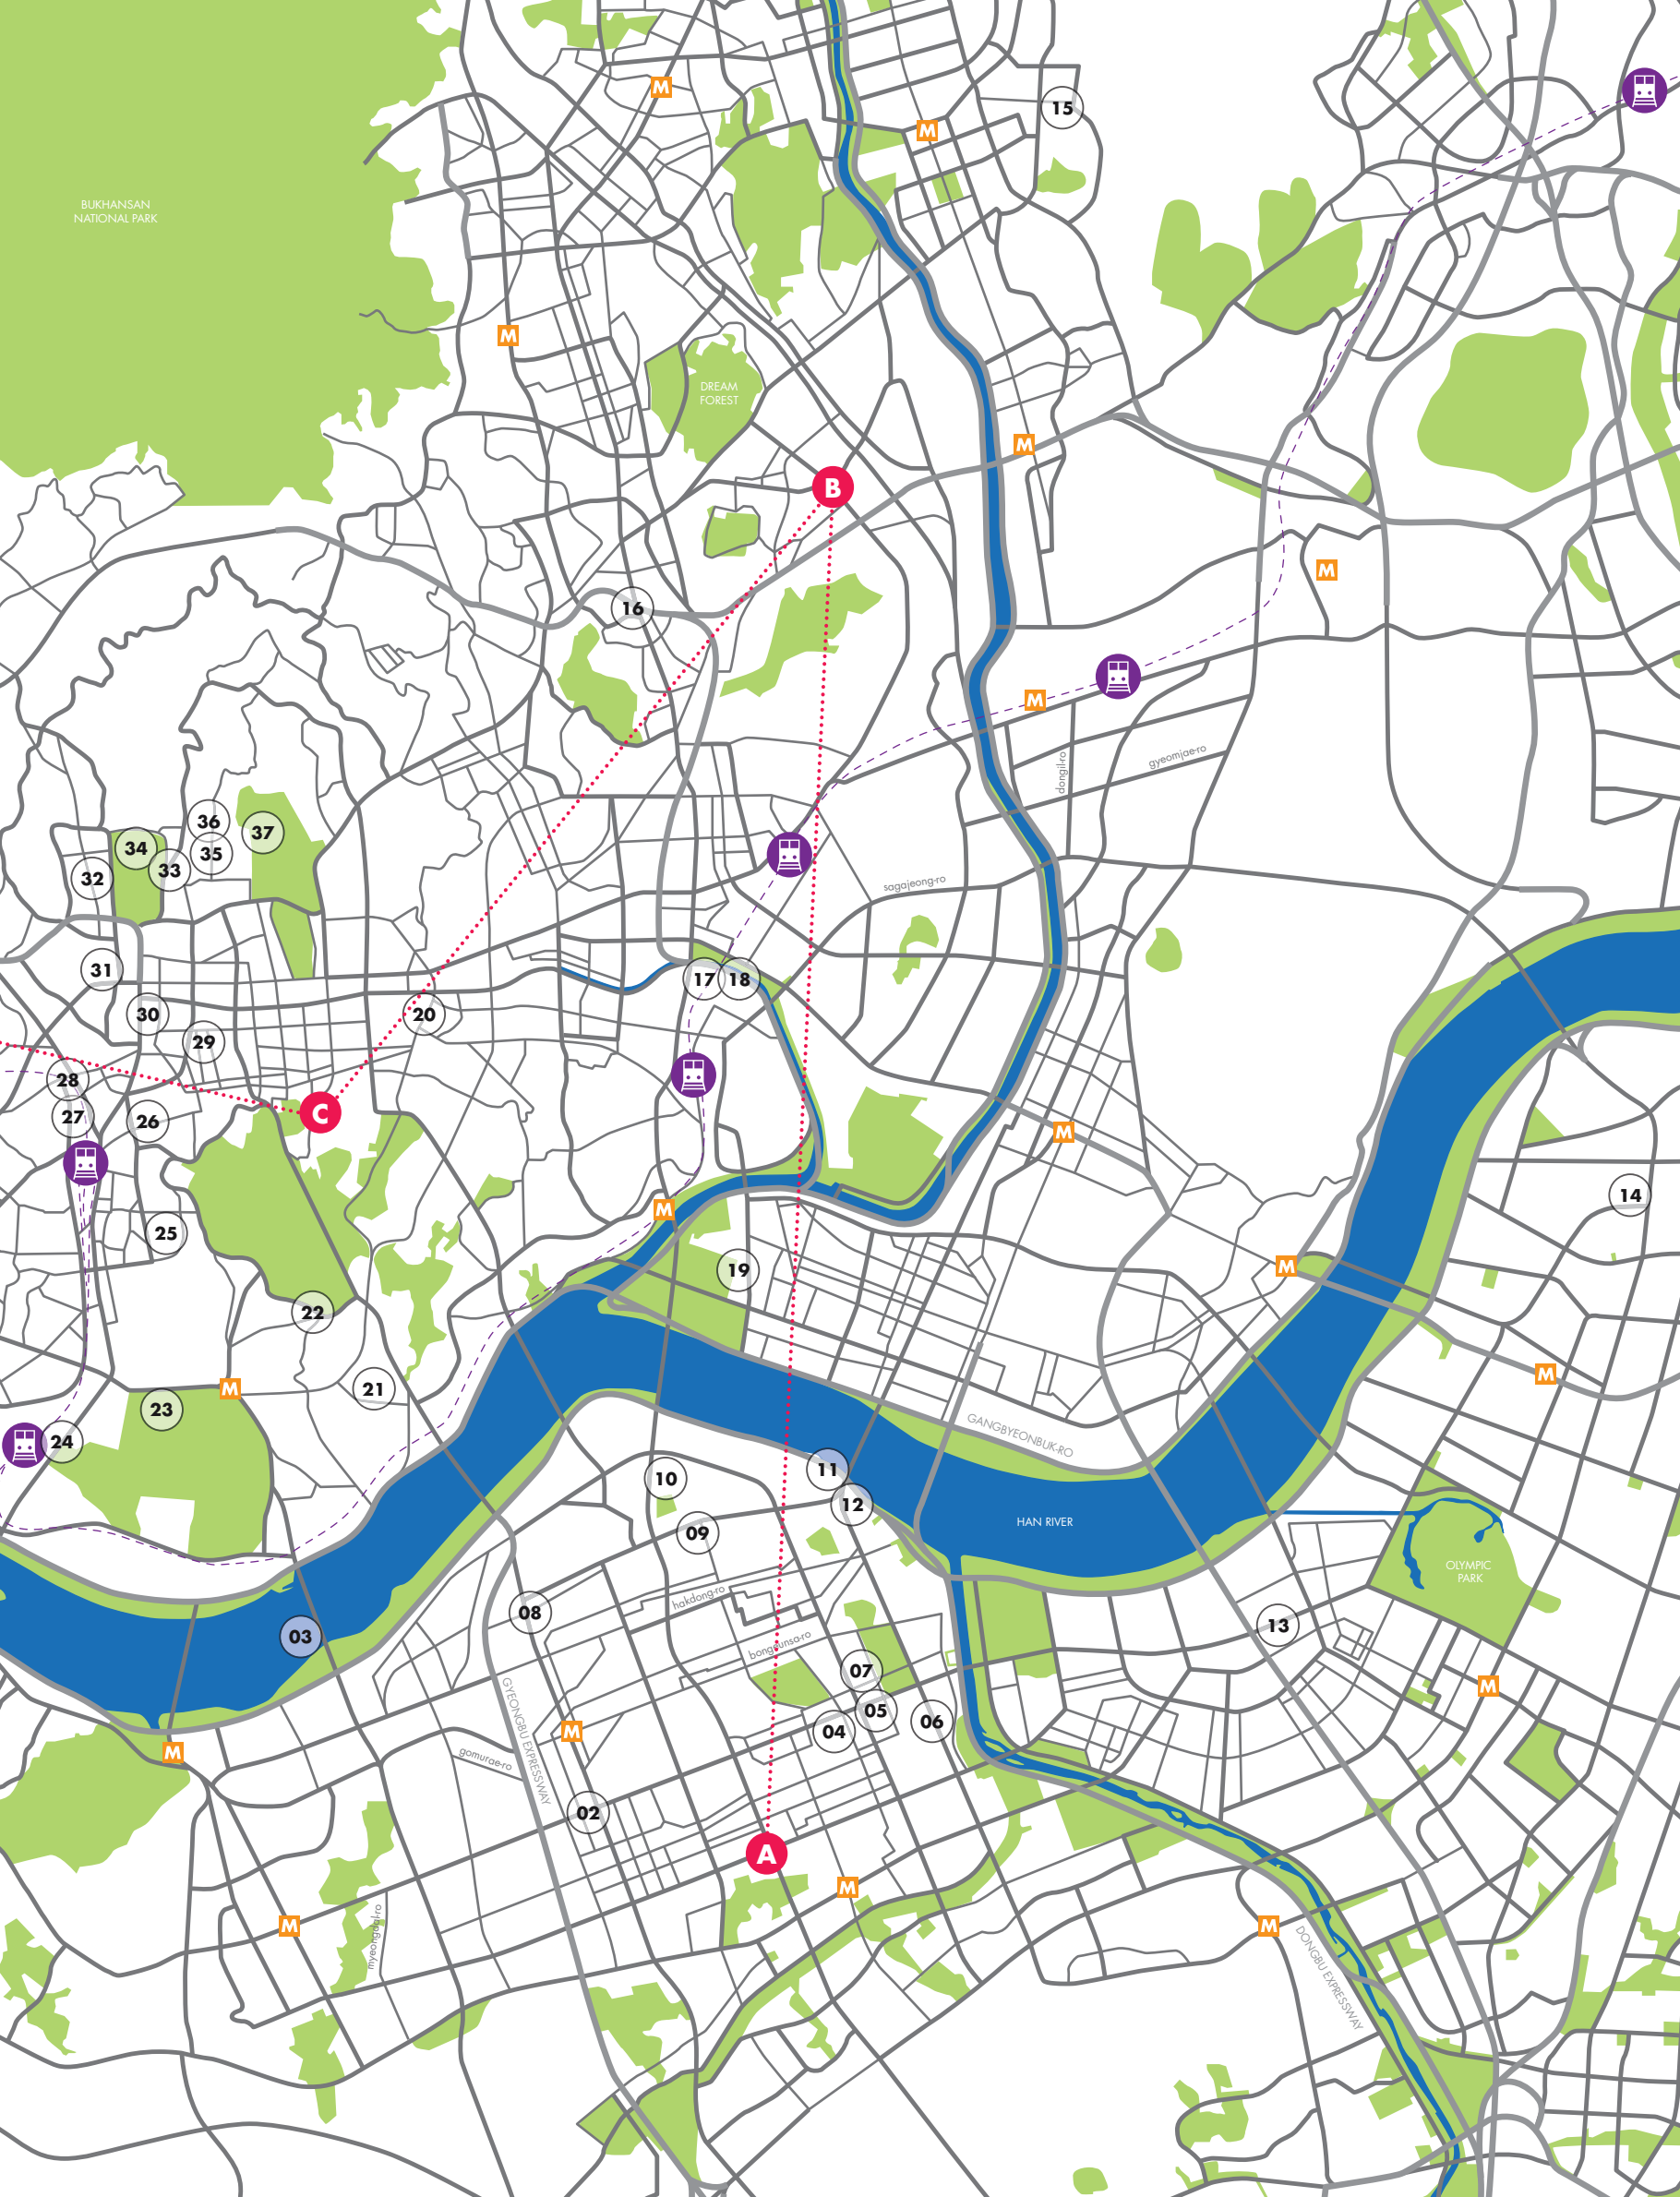 M
15
M
BUKHANSAN
NATIONAL PARK
M
DREAM
FOREST
M
B
M
16
M
dongil-ro
gyeomjae-ro
36
37
34
35
33
32
sagajeong-ro
31
17
18
30
20
29
28
C
27
26
M
14
M
25
19
M
22
M
21
M
23
GANGBYEONBUK-RO
24
11
10
12
HAN RIVER
09
OLYMPIC
PARK
hakdong-ro
08
13
03
bongeunsa-ro
07
M
GYEONGBU EXPRESSWAY
05
06
04
M
M
gomurae-ro
02
A
M
myeongdal-ro
M
M
DONGBU EXPRESSWAY